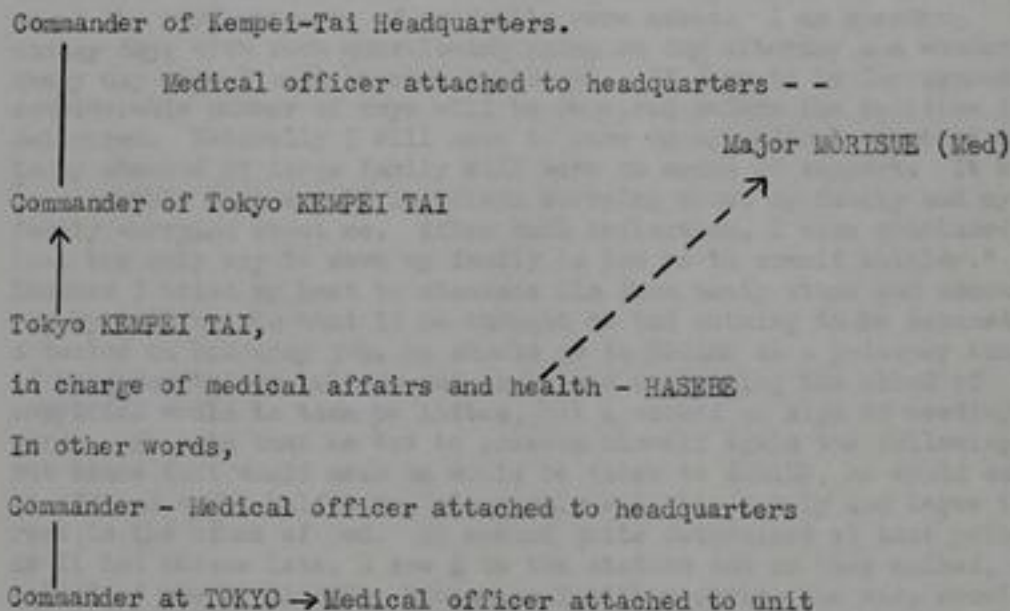 Commander of Kempei-Tai Headquarters.
Medical officer attached to headquarters - -
Major MORISUE (Med)
Commander of Tokyo KEMPEI TAI
Tokyo KEMPEI TAI,
in charge of medical affairs and health - HASEBE
In other words,
Commander - Medical officer attached to headquarters
Commander at TOKYO → Medical officer attached to unit